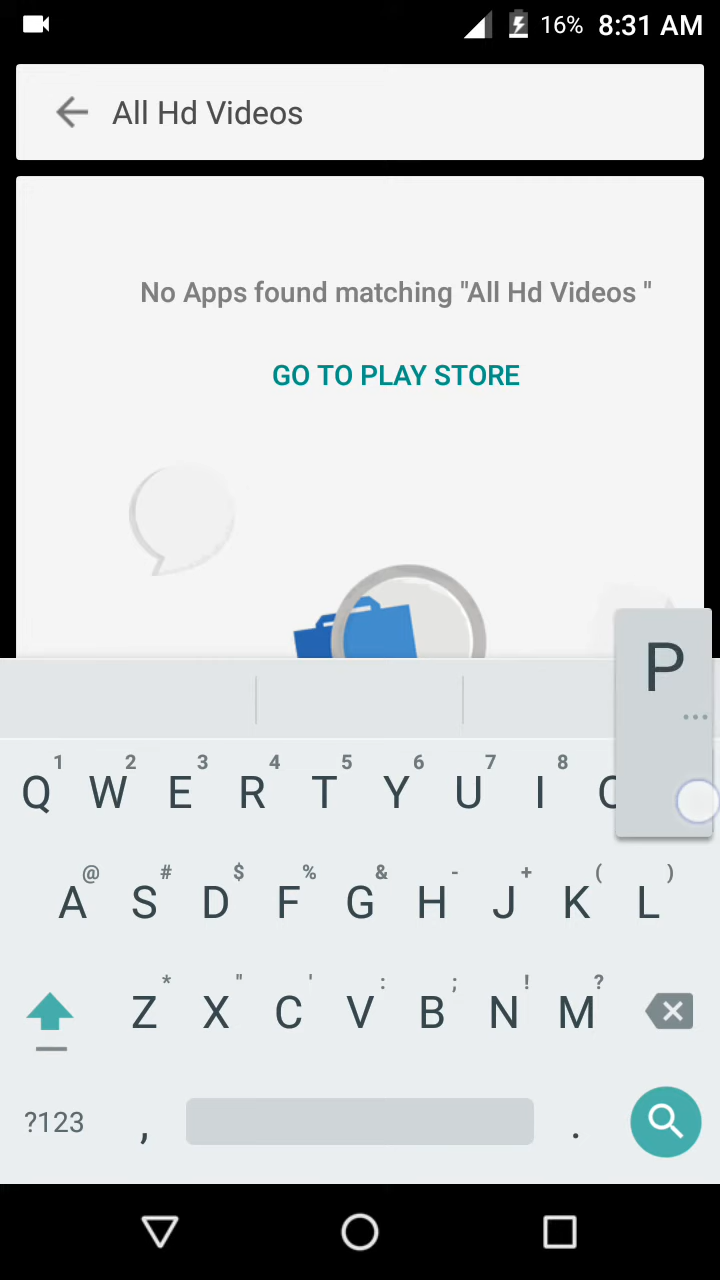 16% 8:31 AM
All Hd Videos
No Apps found matching "All Hd Videos "
GO TO PLAY STORE
P
...
1 2 3 4 5 6 7 8
Q W E R T Y U I O
@ # $ % & - + ( )
A S D F G H J K L
* " ' : ; ! ?
Z X C V B N M
?123 , .